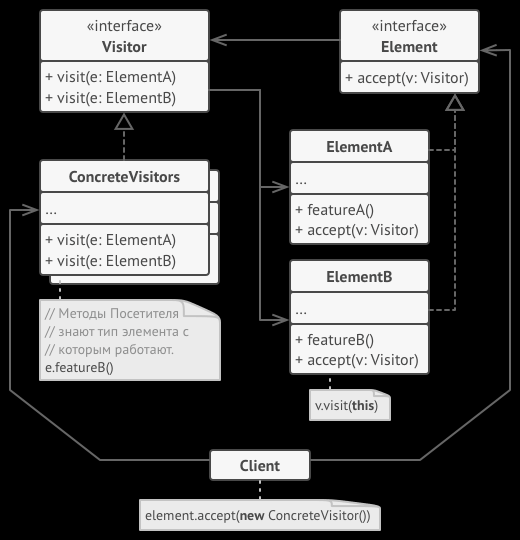 «interface»
Visitor
+ visit(e: ElementA)
+ visit(e: ElementB)
«interface»
Element
+ accept(v: Visitor)
ConcreteVisitors
...
+ visit(e: ElementA)
+ visit(e: ElementB)
// Методы Посетителя
// знают тип элемента с
// которым работают.
e.featureB()
ElementA
...
+ featureA()
+ accept(v: Visitor)
ElementB
...
+ featureB()
+ accept(v: Visitor)
v.visit(this)
Client
element.accept(new ConcreteVisitor())